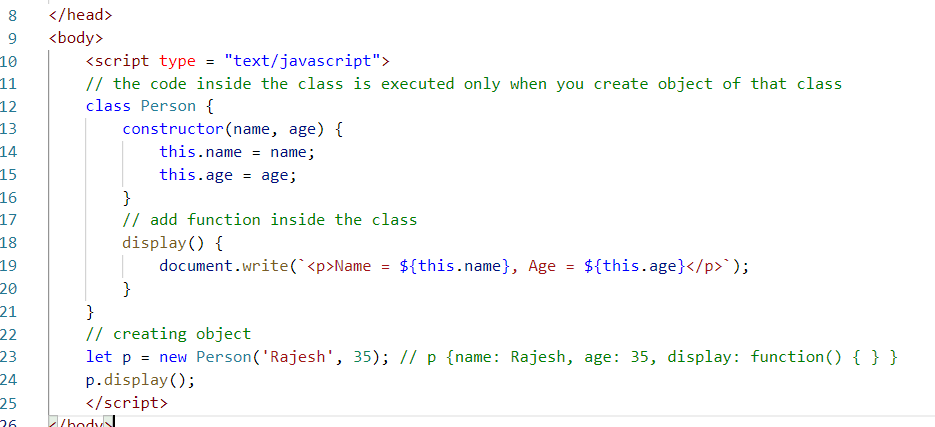 8 </head>
9 <body>
10 <script type = "text/javascript">
11 // the code inside the class is executed only when you create object of that class
12 class Person {
13 constructor(name, age) {
14 this.name = name;
15 this.age = age;
16 }
17 // add function inside the class
18 display() {
19 document.write(`<p>Name = ${this.name}, Age = ${this.age}</p>`);
20 }
21 }
22 // creating object
23 let p = new Person('Rajesh', 35); // p {name: Rajesh, age: 35, display: function() { } }
24 p.display();
25 </script>
26 </body>